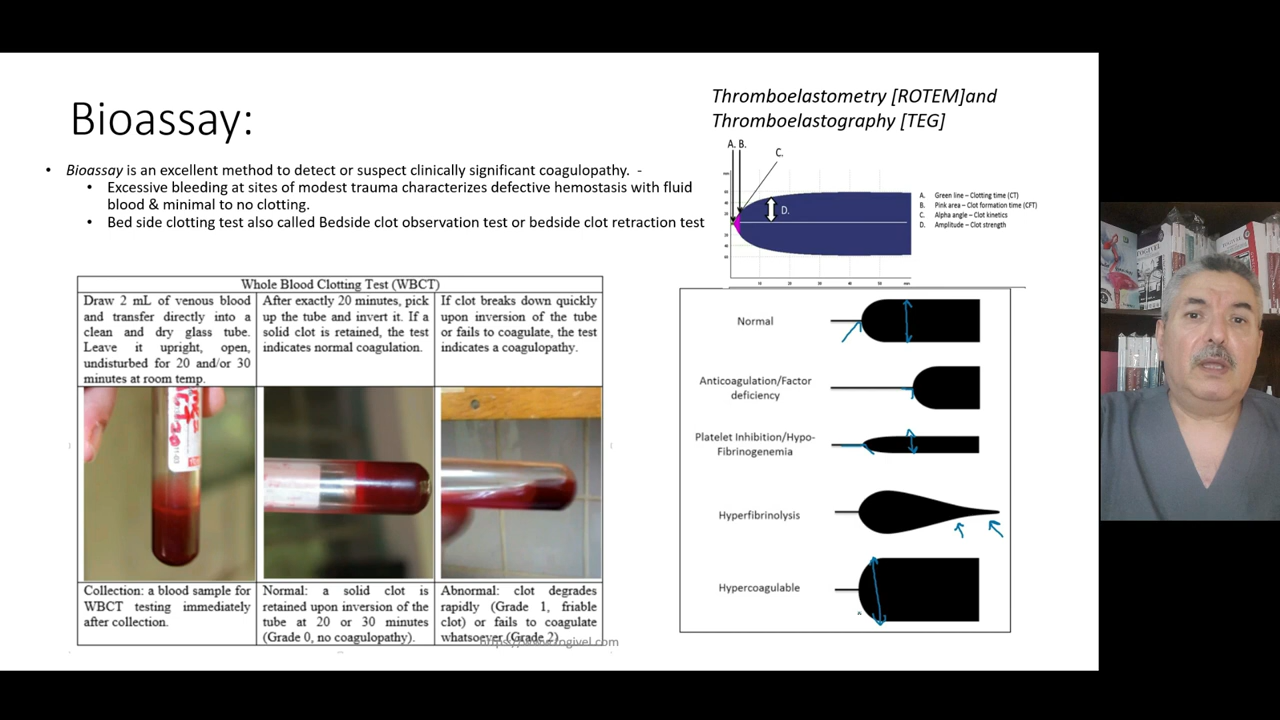 Bioassay:
Bioassay is an excellent method to detect or suspect clinically significant coagulopathy. -
Excessive bleeding at sites of modest trauma characterizes defective hemostasis with fluid
blood & minimal to no clotting.
Bed side clotting test also called Bedside clot observation test or bedside clot retraction test
Whole Blood Clotting Test (WBCT)
Draw 2 mL of venous blood
and transfer directly into a
clean and dry glass tube.
Leave it upright, open,
undisturbed for 20 and/or 30
minutes at room temp.
After exactly 20 minutes, pick
up the tube and invert it. If a
solid clot is retained, the test
indicates normal coagulation.
If clot breaks down quickly
upon inversion of the tube
or fails to coagulate, the test
indicates a coagulopathy.
Collection: a blood sample for
WBCT testing immediately
after collection.
Normal: a solid clot is
retained upon inversion of the
tube at 20 or 30 minutes
(Grade 0, no coagulopathy).
Abnormal: clot degrades
rapidly (Grade 1, friable
clot) or fails to coagulate
whatsoever (Grade 2)
Thromboelastometry [ROTEM]and
Thromboelastography [TEG]
A. B.
C.
D.
A. Green line – Clotting time (CT)
B. Pink area – Clot formation time (CFT)
C. Alpha angle – Clot kinetics
D. Amplitude – Clot strength
10 20 30 40 50
Normal
Anticoagulation/Factor
deficiency
Platelet Inhibition/Hypo-
Fibrinogenemia
Hyperfibrinolysis
Hypercoagulable